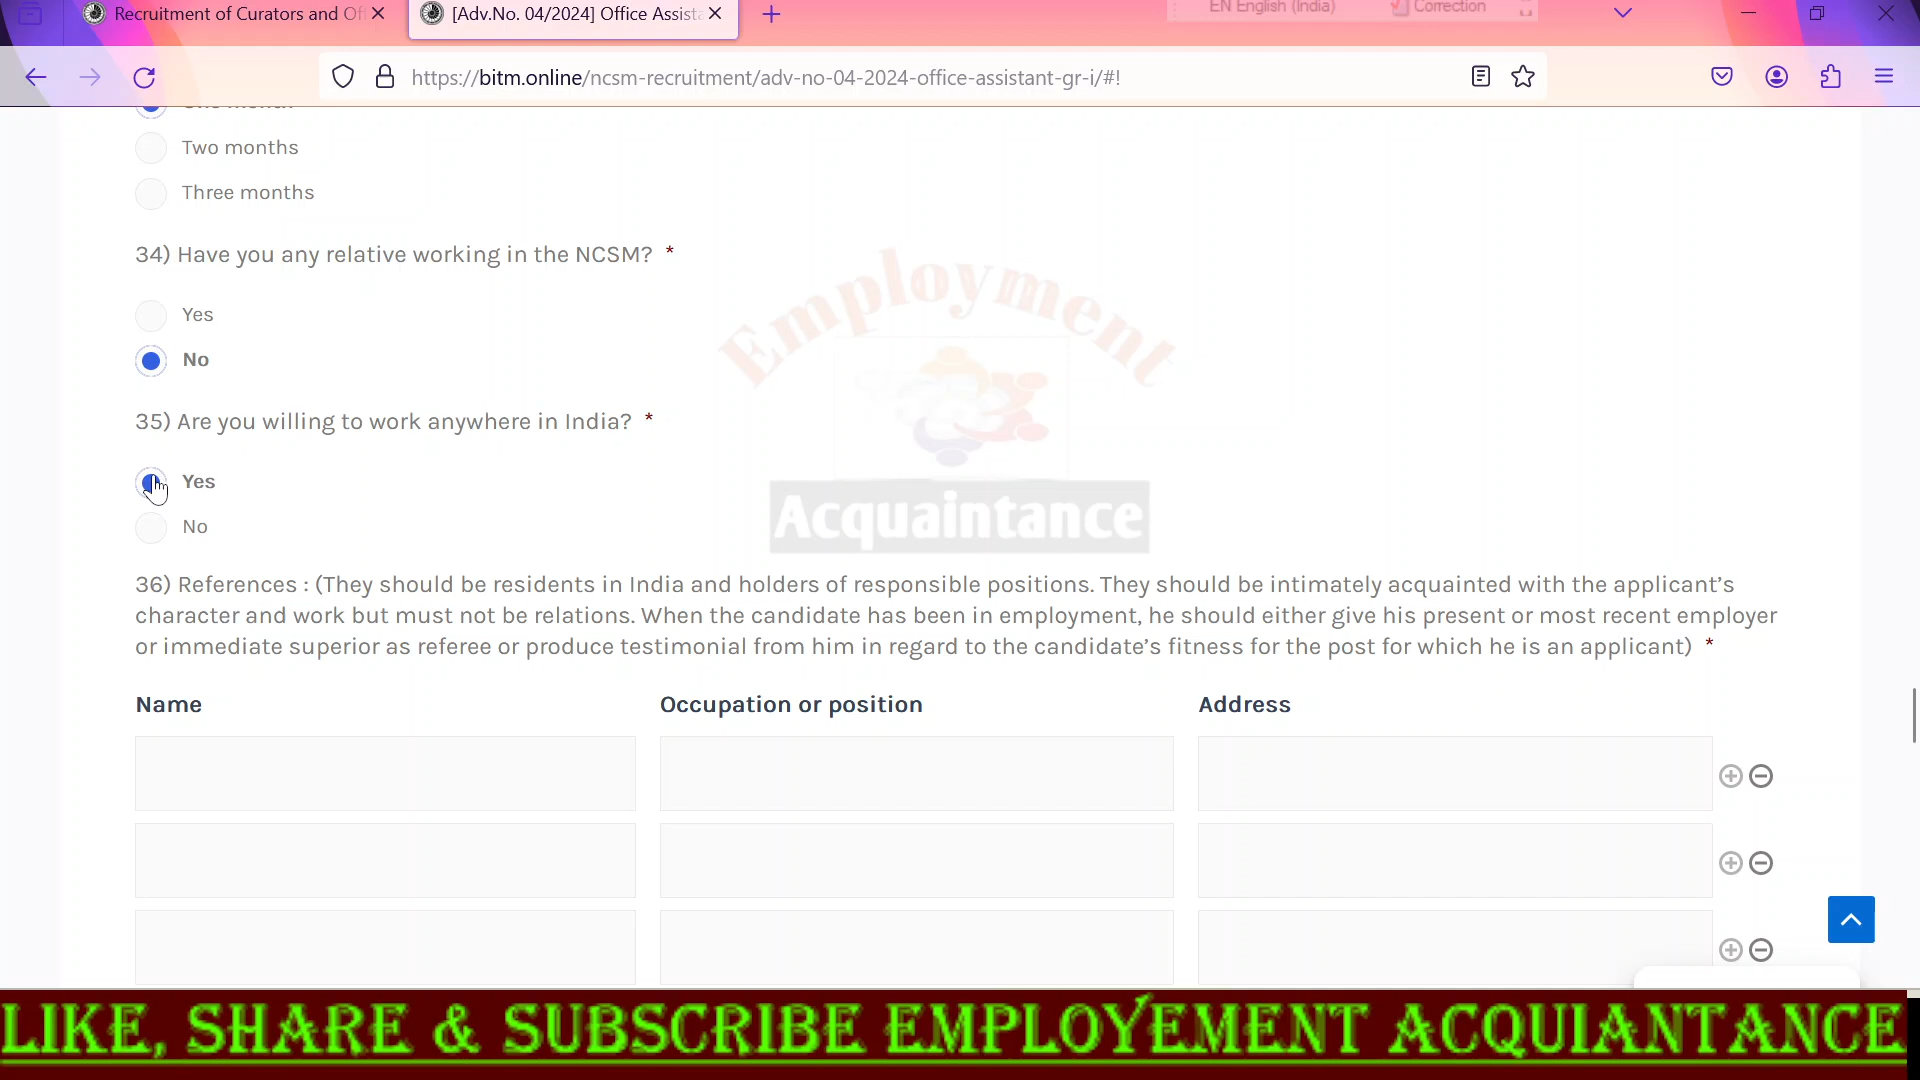 Recruitment of Curators and Of
[Adv.No. 04/2024] Office Assista
EN English (India)
Correction
https://bitm.online/ncsm-recruitment/adv-no-04-2024-office-assistant-gr-i/#!
One month
Two months
Three months
34) Have you any relative working in the NCSM? *
Yes
No
35) Are you willing to work anywhere in India? *
Yes
No
Employment
Acquaintance
36) References : (They should be residents in India and holders of responsible positions. They should be intimately acquainted with the applicant’s
character and work but must not be relations. When the candidate has been in employment, he should either give his present or most recent employer
or immediate superior as referee or produce testimonial from him in regard to the candidate’s fitness for the post for which he is an applicant) *
Name Occupation or position Address
LIKE, SHARE & SUBSCRIBE EMPLOYEMENT ACQUIANTANCE